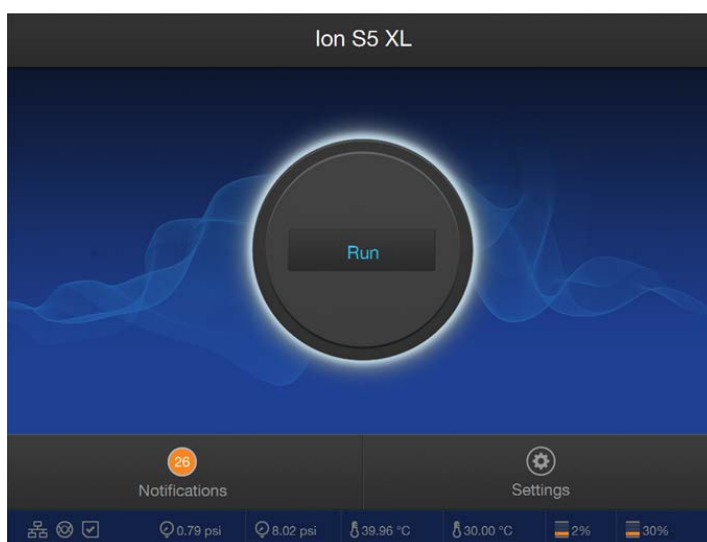 Ion S5 XL
Run
26
Notifications
Settings
0.79 psi 8.02 psi 39.96 °C 30.00 °C 2% 30%